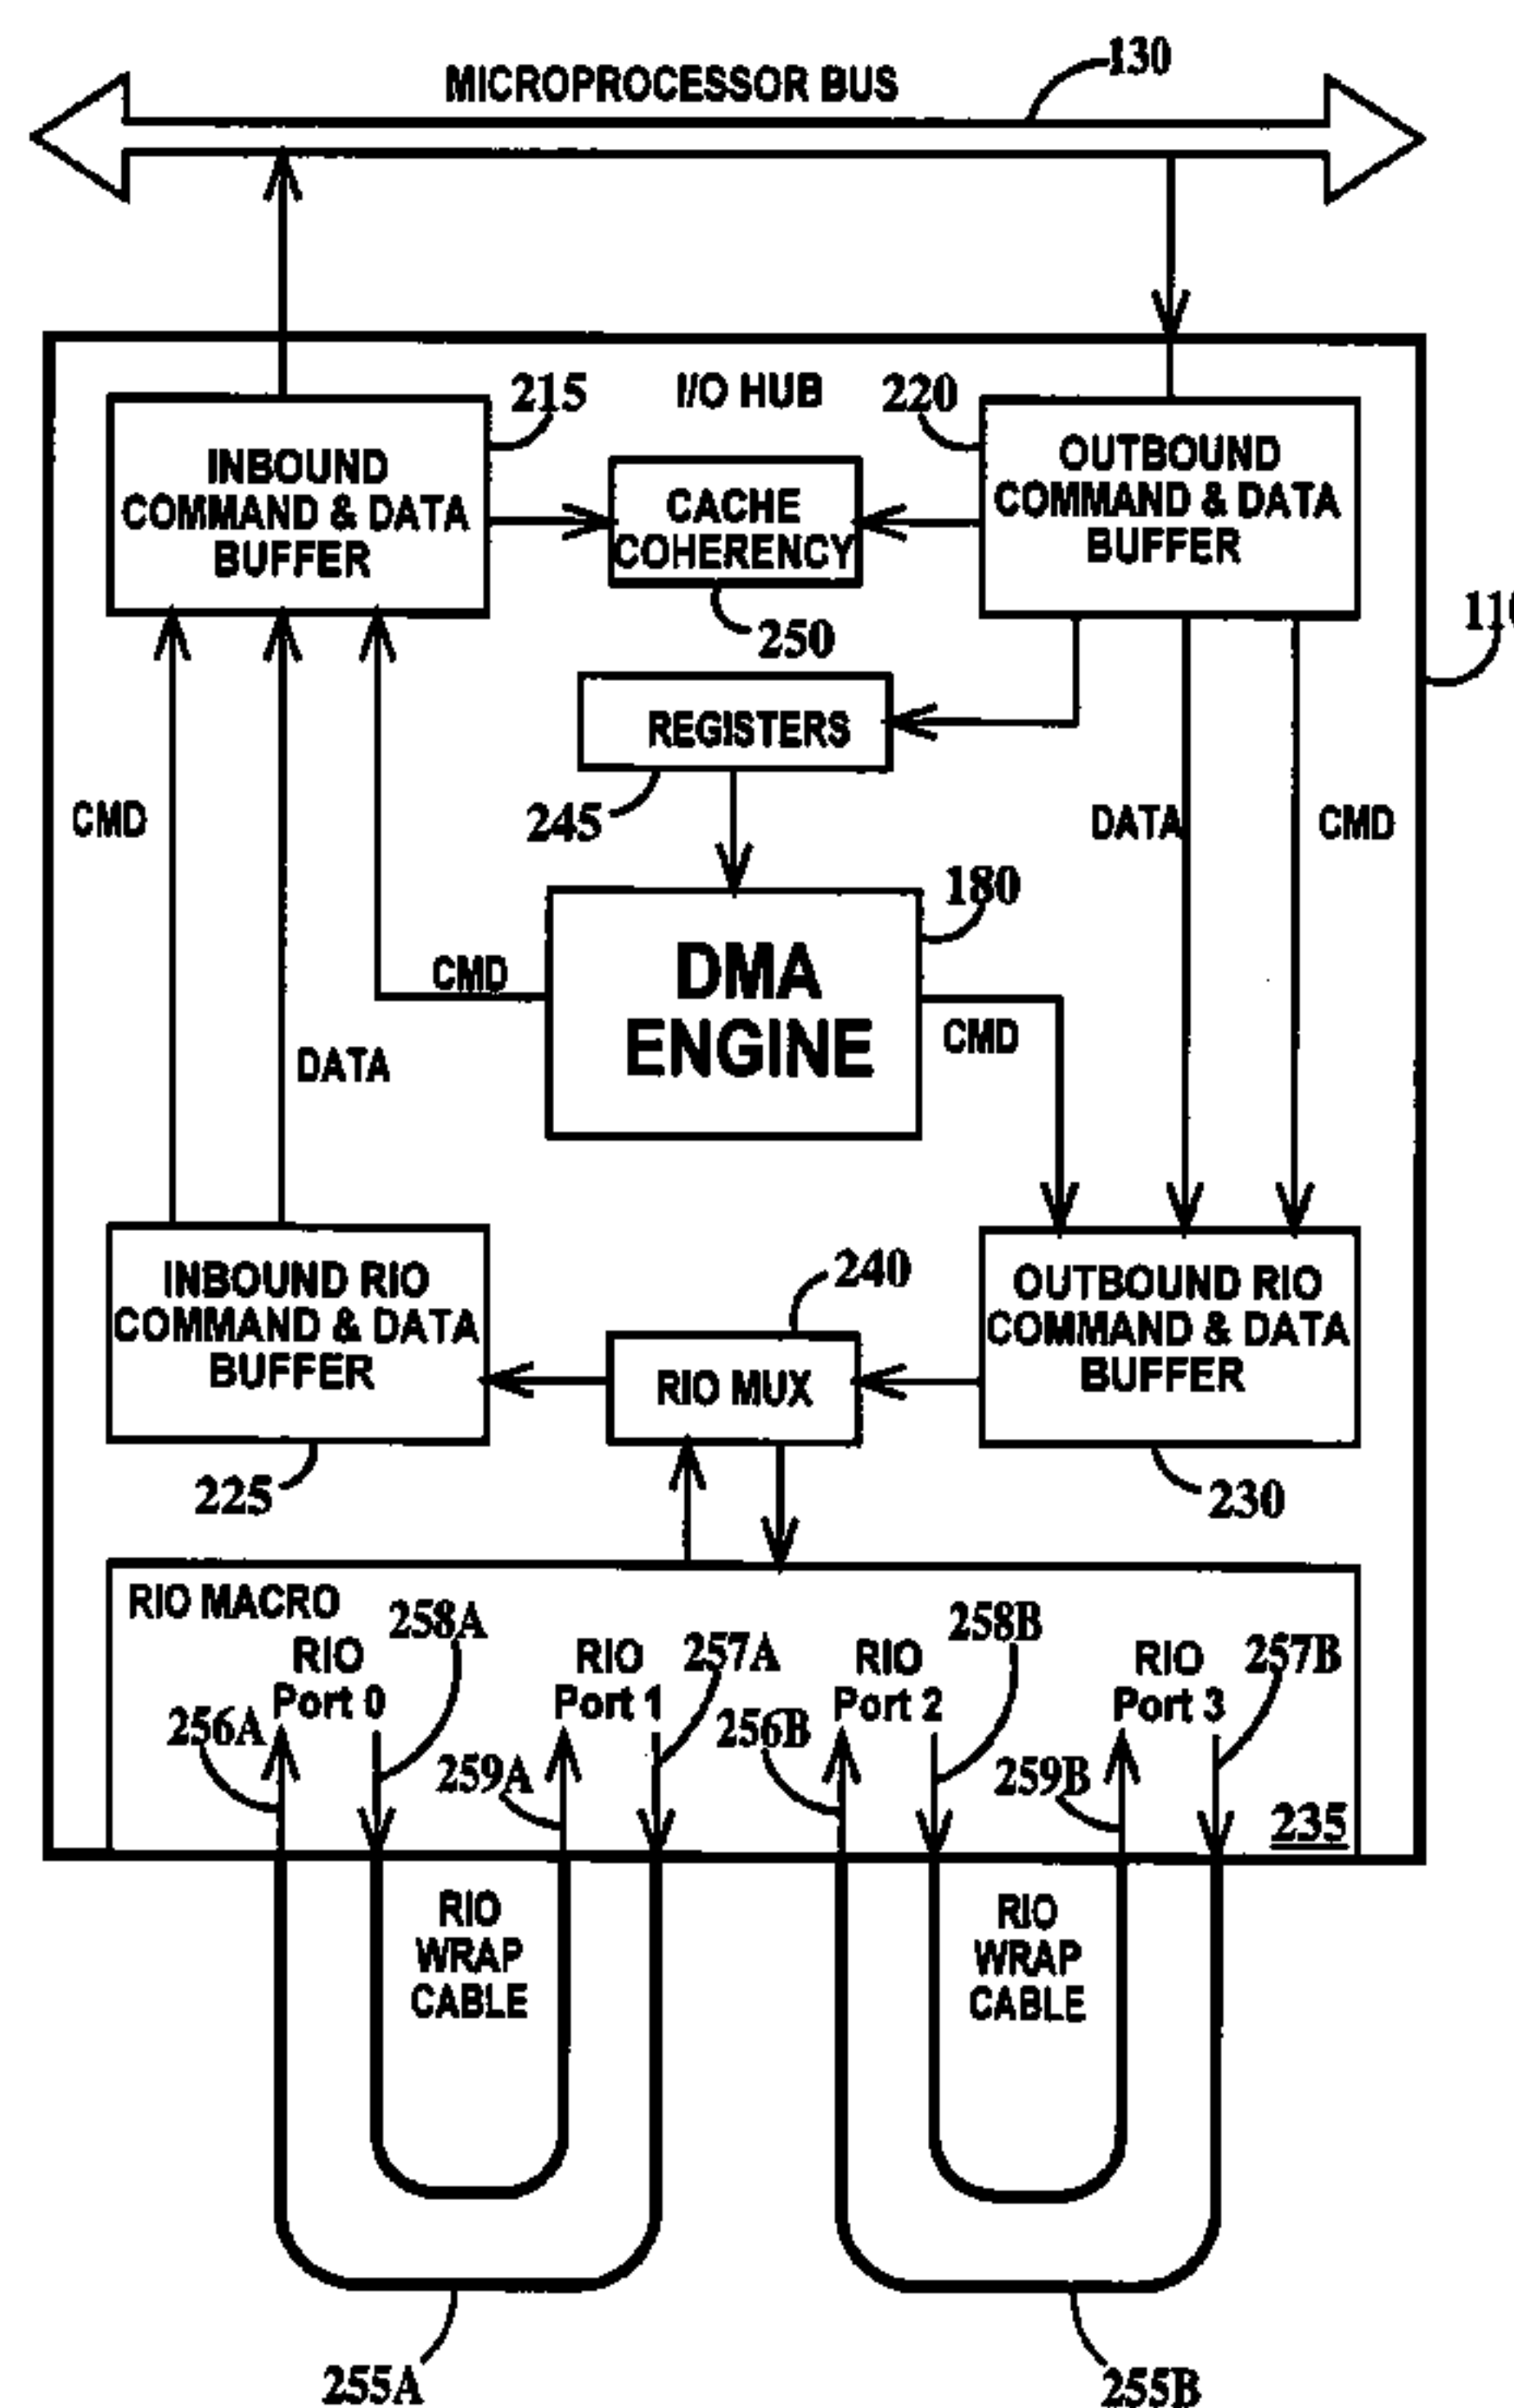 MICROPROCESSOR BUS
130
I/O HUB
215
220
INBOUND
COMMAND & DATA
BUFFER
CACHE
COHERENCY
OUTBOUND
COMMAND & DATA
BUFFER
250
110
REGISTERS
245
CMD
DATA
CMD
180
DMA
ENGINE
CMD
CMD
DATA
INBOUND RIO
COMMAND & DATA
BUFFER
240
RIO MUX
OUTBOUND RIO
COMMAND & DATA
BUFFER
225
230
RIO MACRO
258A
258B
RIO
Port 0
RIO
Port 1
257A
RIO
Port 2
RIO
Port 3
257B
256A
259A
256B
259B
235
RIO
WRAP
CABLE
RIO
WRAP
CABLE
255A
255B